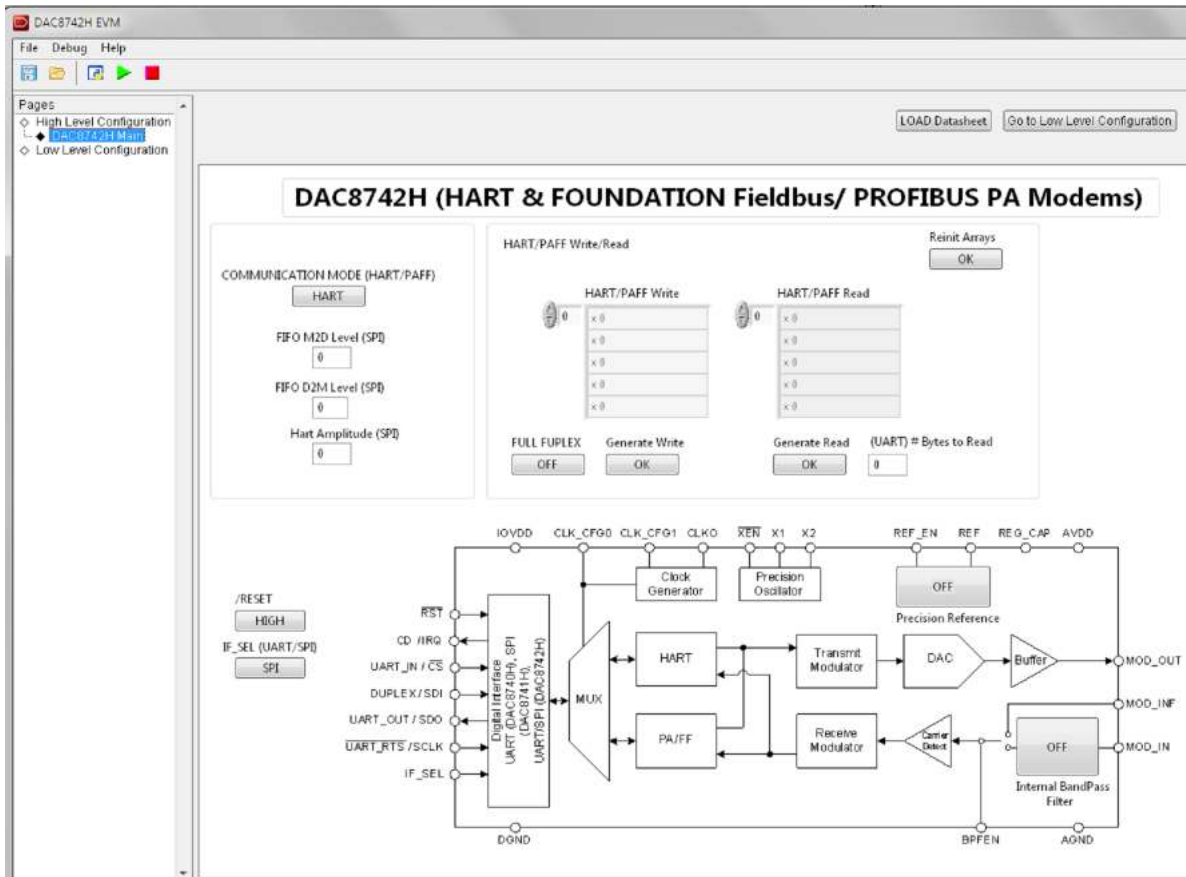 DAC8742H EVM
File Debug Help
Pages
High Level Configuration
DAC8742H Main
Low Level Configuration
LOAD Datasheet Go to Low Level Configuration
DAC8742H (HART & FOUNDATION Fieldbus/ PROFIBUS PA Modems)
COMMUNICATION MODE (HART/PAFF)
HART
FIFO M2D Level (SPI)
0
FIFO D2M Level (SPI)
0
Hart Amplitude (SPI)
0
HART/PAFF Write/Read
Reinit Arrays
OK
HART/PAFF Write
0
x 0
x 0
x 0
x 0
x 0
HART/PAFF Read
0
x 0
x 0
x 0
x 0
x 0
FULL FUPLEX
OFF
Generate Write
OK
Generate Read
OK
(UART) # Bytes to Read
0
/RESET
HIGH
IF_SEL (UART/SPI)
SPI
IOVDD CLK_CFG0 CLK_CFG1 CLKO XEN X1 X2 REF_EN REF REG_CAP AVDD
Clock
Generator
Precision
Oscillator
OFF
Precision Reference
RST
CD /IRQ
UART_IN / CS
DUPLEX/SDI
UART_OUT /SDO
UART_RTS /SCLK
IF_SEL
Digital Interface
UART (DAC8740H), SPI
(DAC8741H),
UART/SPI (DAC8742H)
MUX
HART
PA/FF
Transmt
Modulator
DAC
Buffer
MOD_OUT
Receive
Modulator
Carrier
Detect
MOD_INF
OFF
MOD_IN
Internal BandPass
Filter
DGND BPFEN AGND